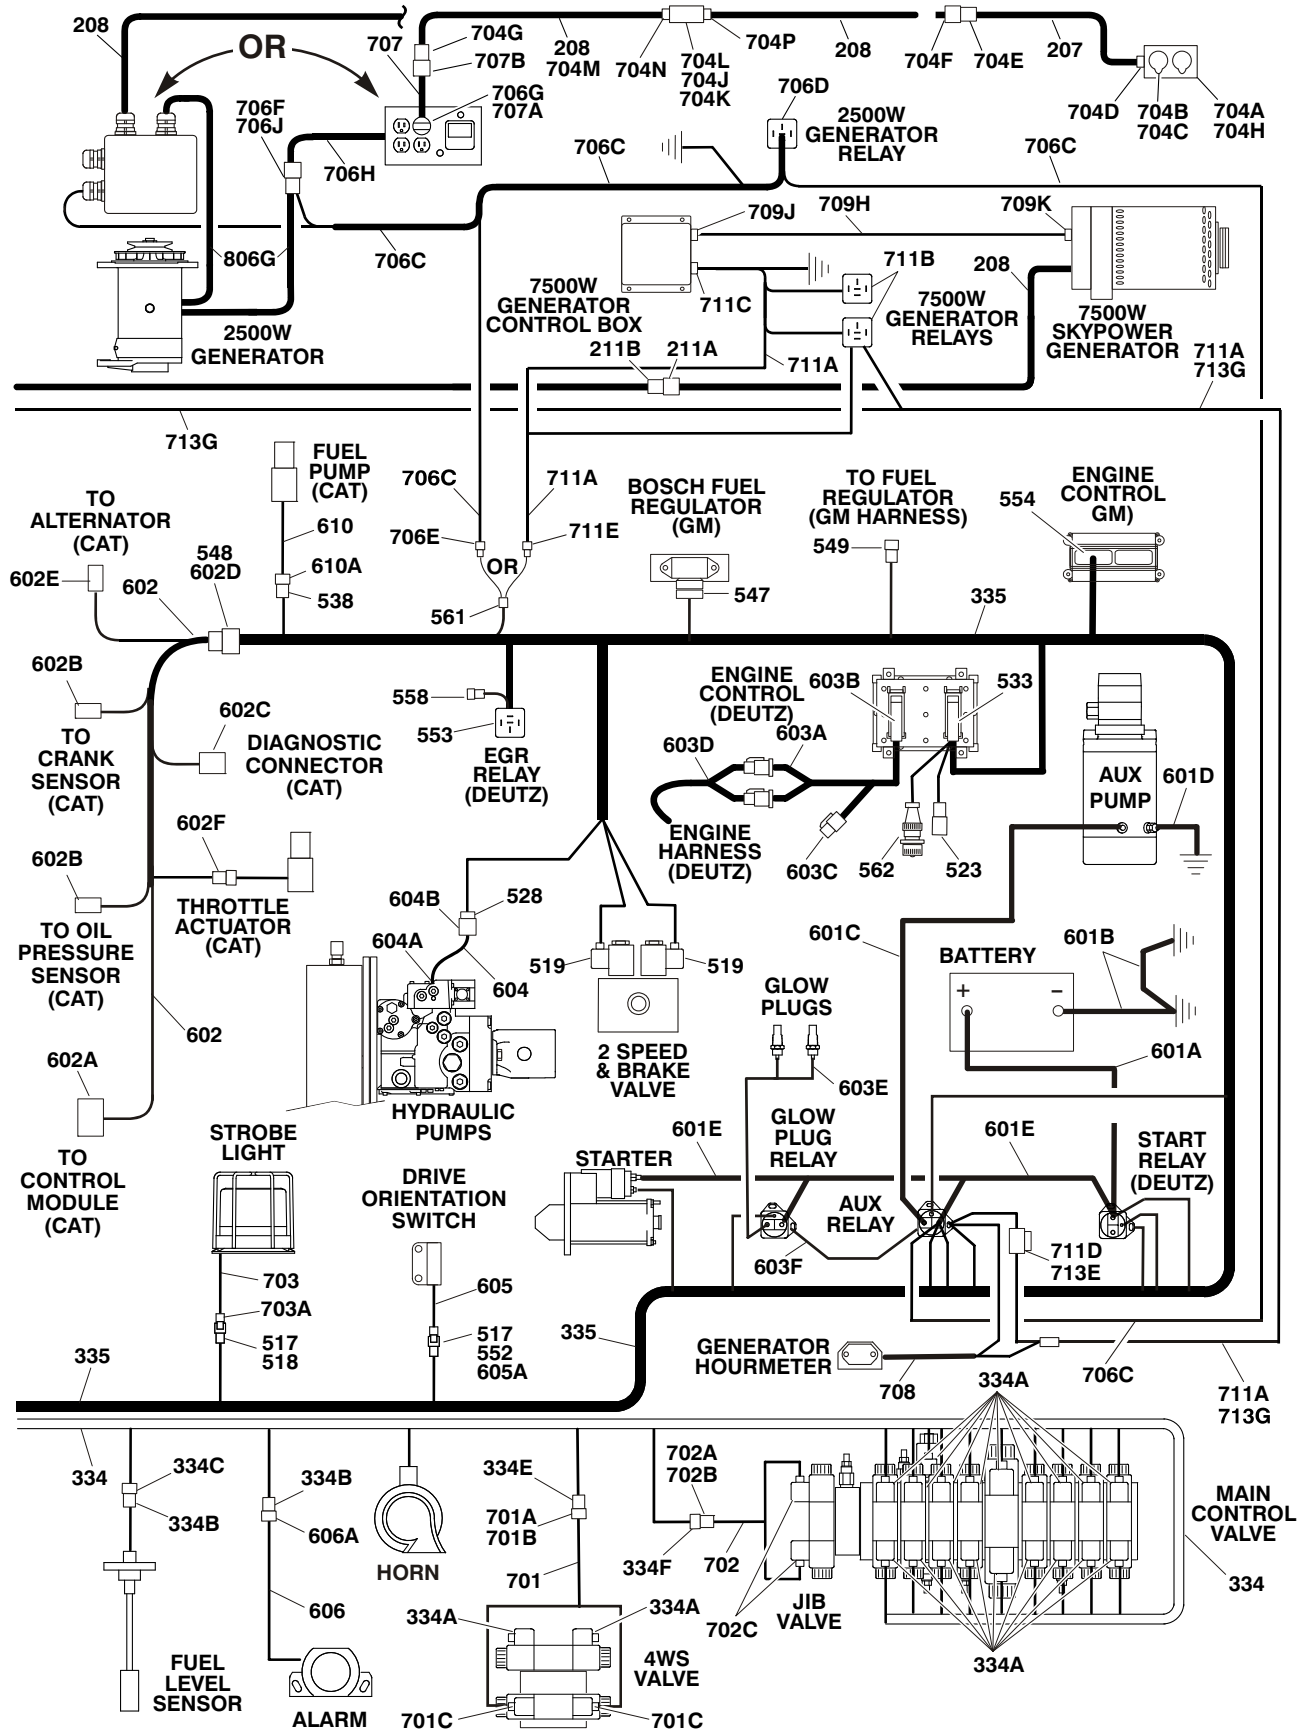 208
OR
707
704G
707B
208
704M
704N
704L
704J
704K
704P
208
704F
704E
207
704D
704B
704C
704A
704H
706F
706J
706G
707A
706D
2500W
GENERATOR
RELAY
706H
706C
706C
806G
706C
709J
709H
709K
711B
208
2500W
GENERATOR
7500W
GENERATOR
CONTROL BOX
711C
7500W
GENERATOR
RELAYS
7500W
SKYPOWER
GENERATOR
211B
211A
711A
711A
713G
713G
FUEL
PUMP
(CAT)
706C
711A
BOSCH FUEL
REGULATOR
(GM)
TO FUEL
REGULATOR
(GM HARNESS)
ENGINE
CONTROL
GM)
554
TO
ALTERNATOR
(CAT)
610
706E
711E
549
548
602D
602E
602
610A
538
OR
561
547
335
602B
602C
558
553
ENGINE
CONTROL
(DEUTZ)
603B
533
TO
CRANK
SENSOR
(CAT)
DIAGNOSTIC
CONNECTOR
(CAT)
EGR
RELAY
(DEUTZ)
603D
603A
AUX
PUMP
601D
602F
602B
ENGINE
HARNESS
(DEUTZ)
603C
562
523
THROTTLE
ACTUATOR
(CAT)
604B
528
TO OIL
PRESSURE
SENSOR
(CAT)
604A
519
519
604
601C
BATTERY
601B
+
–
GLOW
PLUGS
602
602A
2 SPEED
& BRAKE
VALVE
601A
603E
HYDRAULIC
PUMPS
TO
CONTROL
MODULE
(CAT)
STROBE
LIGHT
DRIVE
ORIENTATION
SWITCH
STARTER
601E
GLOW
PLUG
RELAY
601E
START
RELAY
(DEUTZ)
AUX
RELAY
603F
711D
713E
703
605
703A
517
518
517
552
605A
335
335
GENERATOR
HOURMETER
708
334A
706C
711A
713G
334
334C
334B
334B
606A
334E
701A
701B
702A
702B
MAIN
CONTROL
VALVE
HORN
701
334F
702
334
606
334A
334A
702C
JIB
VALVE
334A
FUEL
LEVEL
SENSOR
4WS
VALVE
ALARM
701C
701C